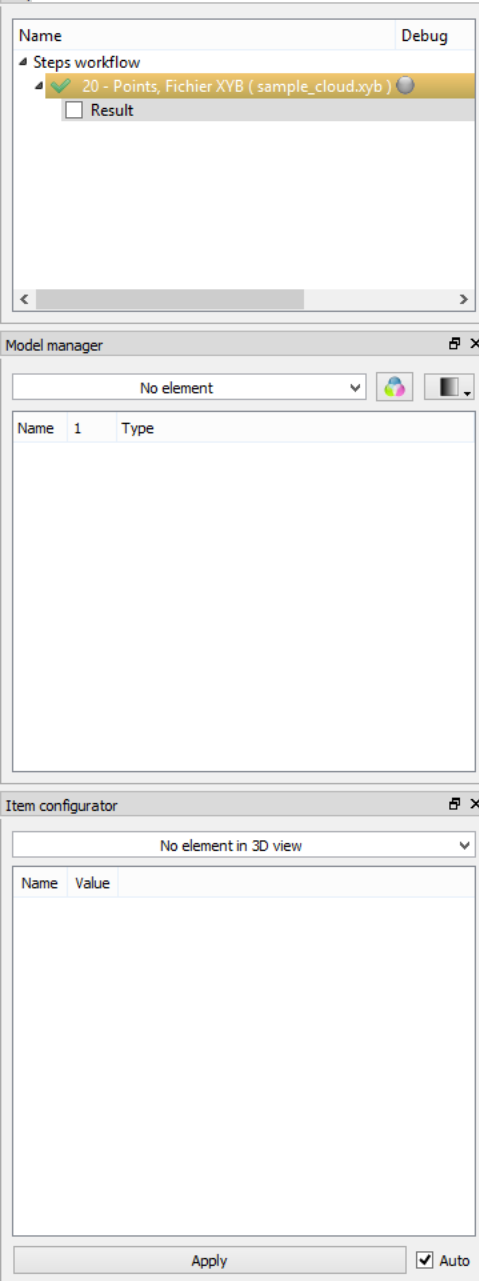 Name Debug
Steps workflow
20 - Points, Fichier XYB ( sample_cloud.xyb )
Result
Model manager
No element
Name 1 Type
Item configurator
No element in 3D view
Name Value
Apply Auto